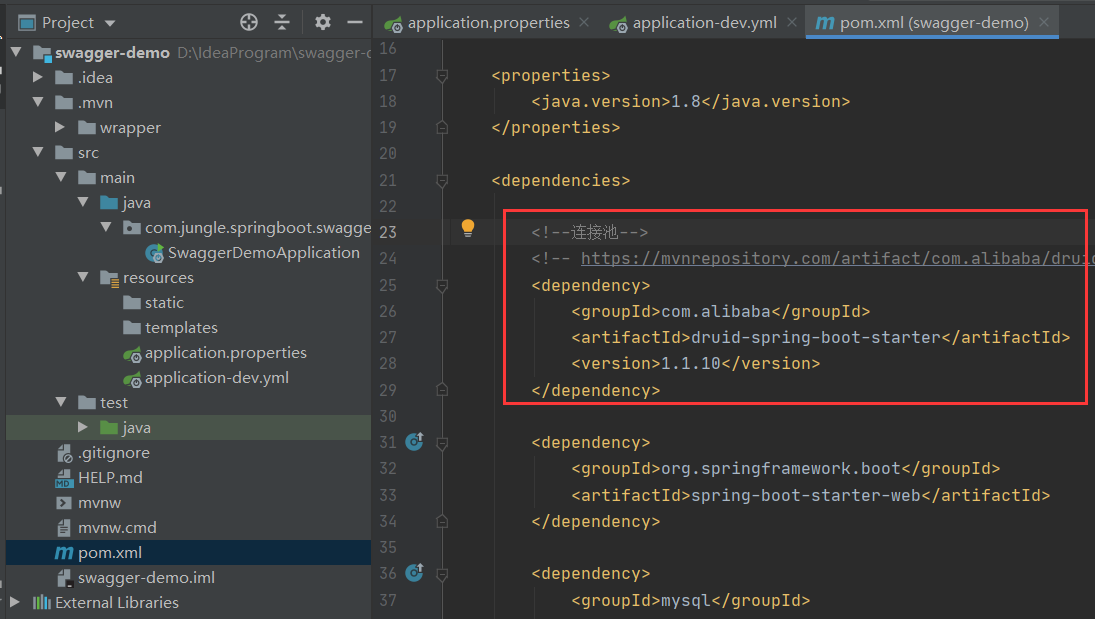 Project
application.properties
application-dev.yml
pom.xml (swagger-demo)
swagger-demo D:\IdeaProgram\swagger-d
.idea
.mvn
wrapper
src
main
java
com.jungle.springboot.swagge
SwaggerDemoApplication
resources
static
templates
application.properties
application-dev.yml
test
java
.gitignore
HELP.md
mvnw
mvnw.cmd
pom.xml
swagger-demo.iml
External Libraries
16
17 <properties>
18 <java.version>1.8</java.version>
19 </properties>
20
21 <dependencies>
22
23 <!--连接池-->
24 <!-- https://mvnrepository.com/artifact/com.alibaba/druid
25 <dependency>
26 <groupId>com.alibaba</groupId>
27 <artifactId>druid-spring-boot-starter</artifactId>
28 <version>1.1.10</version>
29 </dependency>
30
31 <dependency>
32 <groupId>org.springframework.boot</groupId>
33 <artifactId>spring-boot-starter-web</artifactId>
34 </dependency>
35
36 <dependency>
37 <groupId>mysql</groupId>